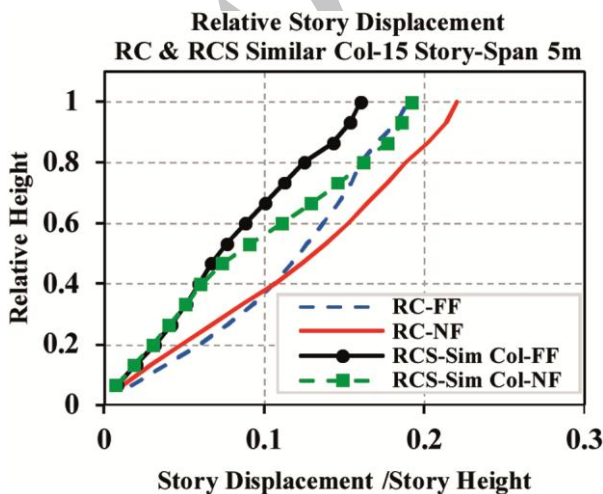 Relative Story Displacement
RC & RCS Similar Col-15 Story-Span 5m
Relative Height
1
0.8
0.6
0.4
0.2
0
RC-FF
RC-NF
RCS-Sim Col-FF
RCS-Sim Col-NF
0 0.1 0.2 0.3
Story Displacement /Story Height